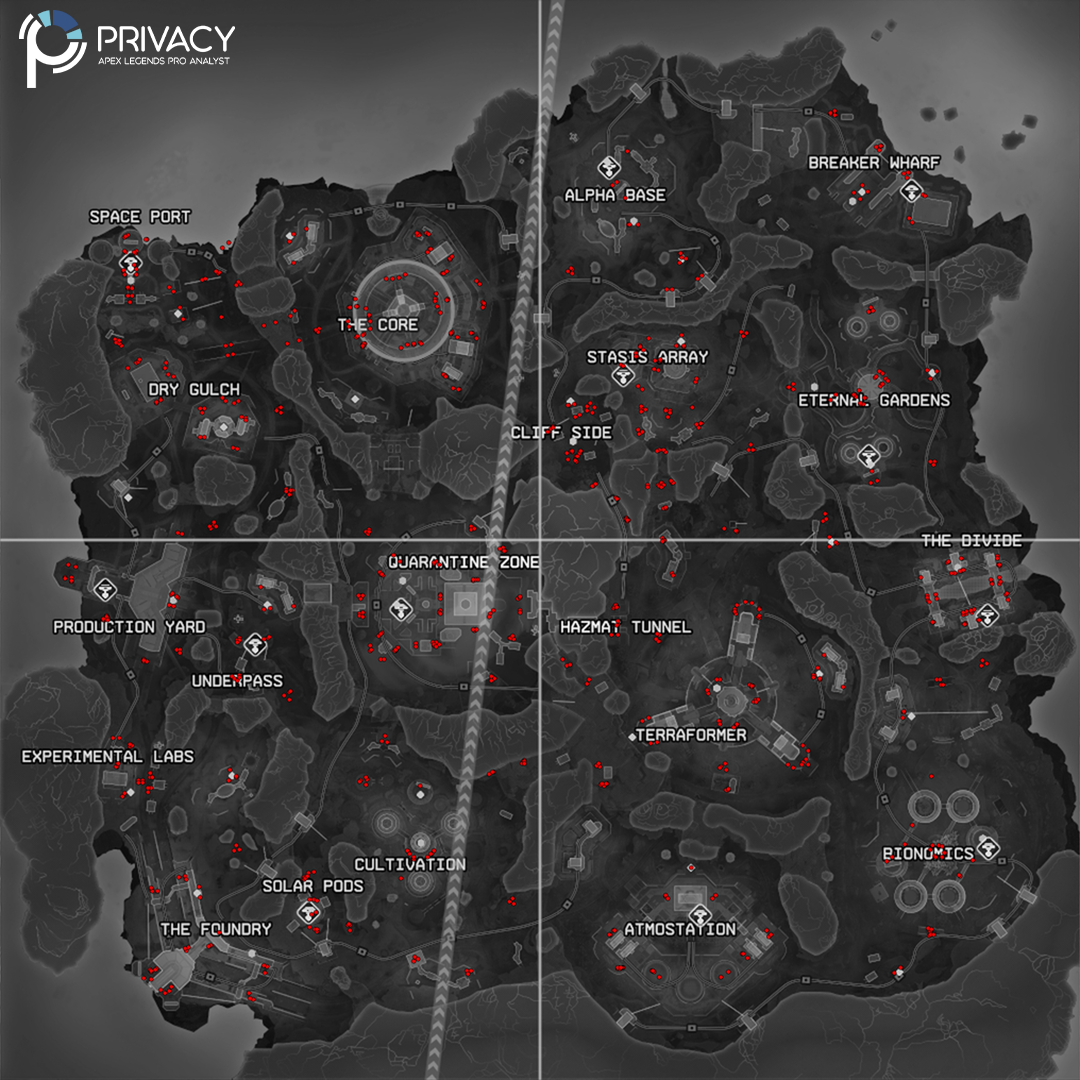 PRIVACY
APEX LEGENDS PRO ANALYST
BREAKER WHARF
ALPHA BASE
SPACE PORT
THE CORE
STASIS ARRAY
DRY GULCH
ETERNAL GARDENS
CLIFF SIDE
THE DIVIDE
QUARANTINE ZONE
PRODUCTION YARD
HAZMAT TUNNEL
UNDERPASS
TERRAFORMER
EXPERIMENTAL LABS
BIONOMICS
CULTIVATION
SOLAR PODS
THE FOUNDRY
ATMOSTATION